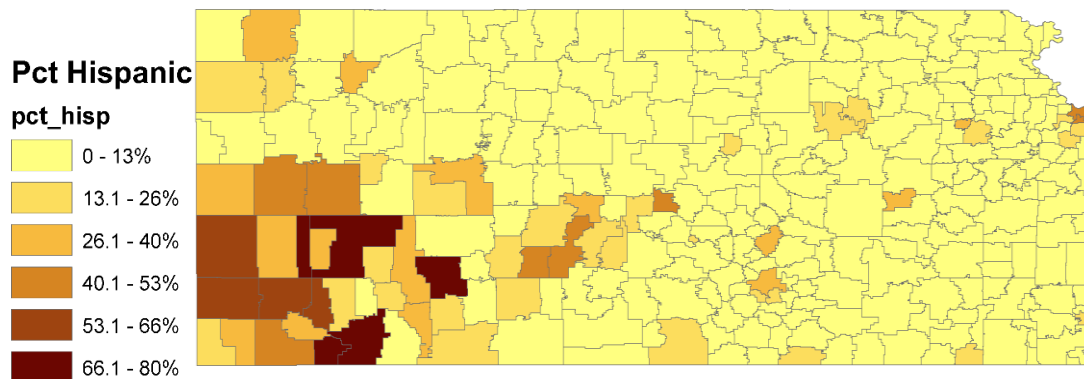 Pct Hispanic
pct_hisp
0 - 13%
13.1 - 26%
26.1 - 40%
40.1 - 53%
53.1 - 66%
66.1 - 80%